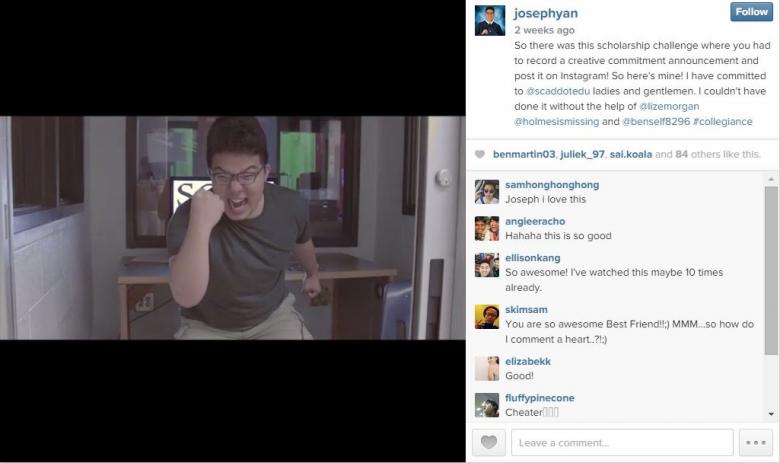 josephyan
Follow
2 weeks ago
So there was this scholarship challenge where you had
to record a creative commitment announcement and
post it on Instagram! So here's mine! I have committed
to @scaddotedu ladies and gentlemen. I couldn't have
done it without the help of @lizemorgan
@holmesismissing and @benself8296 #collegiance
benmartin03, juliek_97, sai.koala and 84 others like this.
samhonghonghong
Joseph i love this
angieeracho
Hahaha this is so good
ellisonkang
So awesome! I've watched this maybe 10 times
already.
skimsam
You are so awesome Best Friend!!;) MMM...so how do
I comment a heart..?!;)
elizabekk
Good!
fluffypinecone
Cheater▯▯▯
Leave a comment...